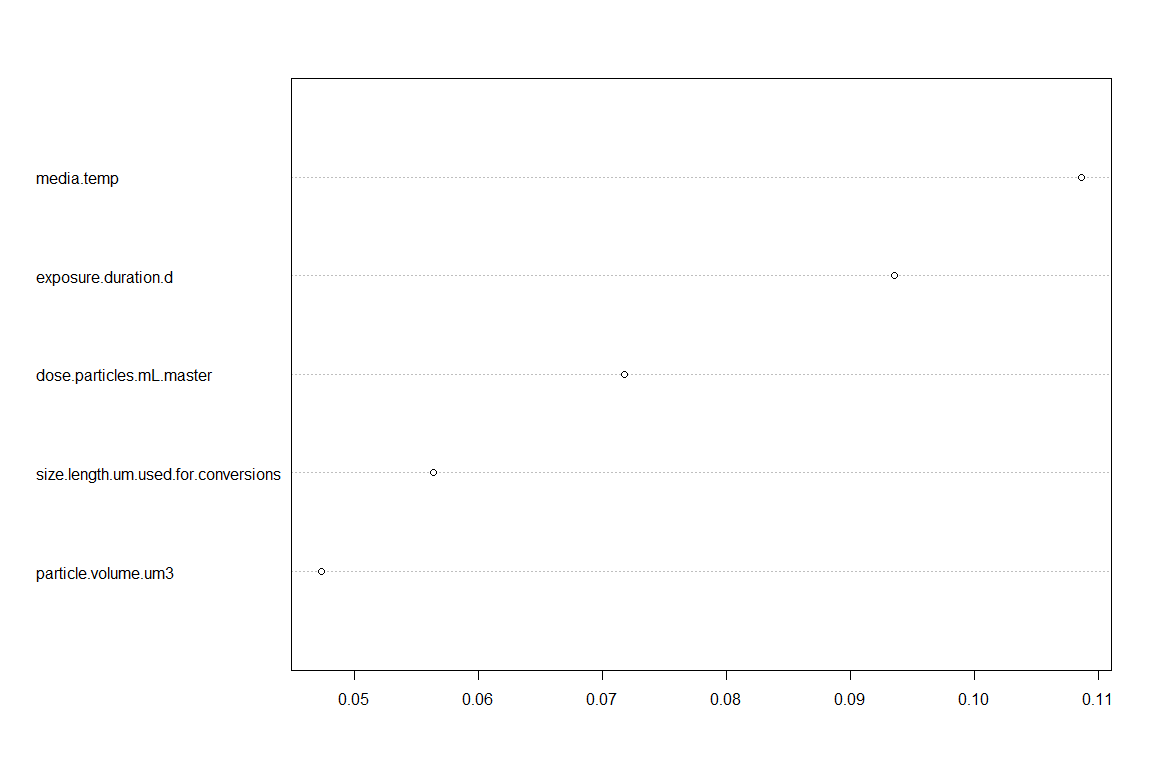 media.temp
exposure.duration.d
dose.particles.mL.master
size.length.um.used.for.conversions
particle.volume.um3
0.05 0.06 0.07 0.08 0.09 0.10 0.11